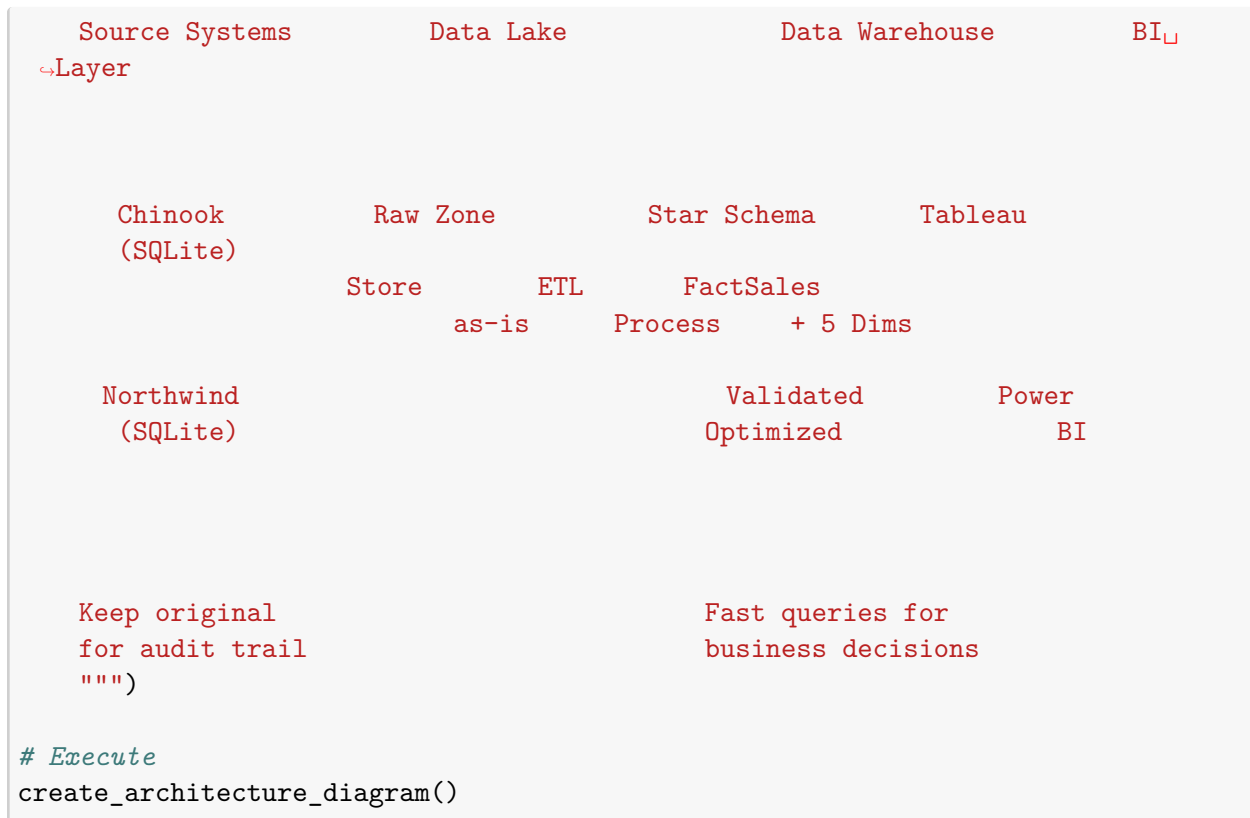 Source Systems Data Lake Data Warehouse BI␣
↪Layer
Chinook Raw Zone Star Schema Tableau
(SQLite)
Store ETL FactSales
as-is Process + 5 Dims
Northwind Validated Power
(SQLite) Optimized BI
Keep original Fast queries for
for audit trail business decisions
""")
# Execute
create_architecture_diagram()